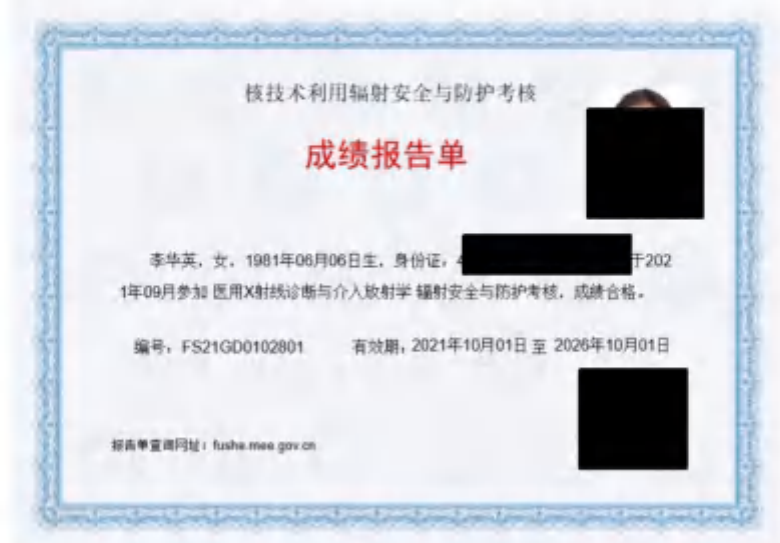 核技术利用辐射安全与防护考核
成绩报告单
李华英，女，1981年06月06日生，身份证：4 于202
1年09月参加 医用X射线诊断与介入放射学 辐射安全与防护考核，成绩合格。
编号：FS21GD0102801 有效期：2021年10月01日 至 2026年10月01日
报告单查询网址：fushe.mee.gov.cn